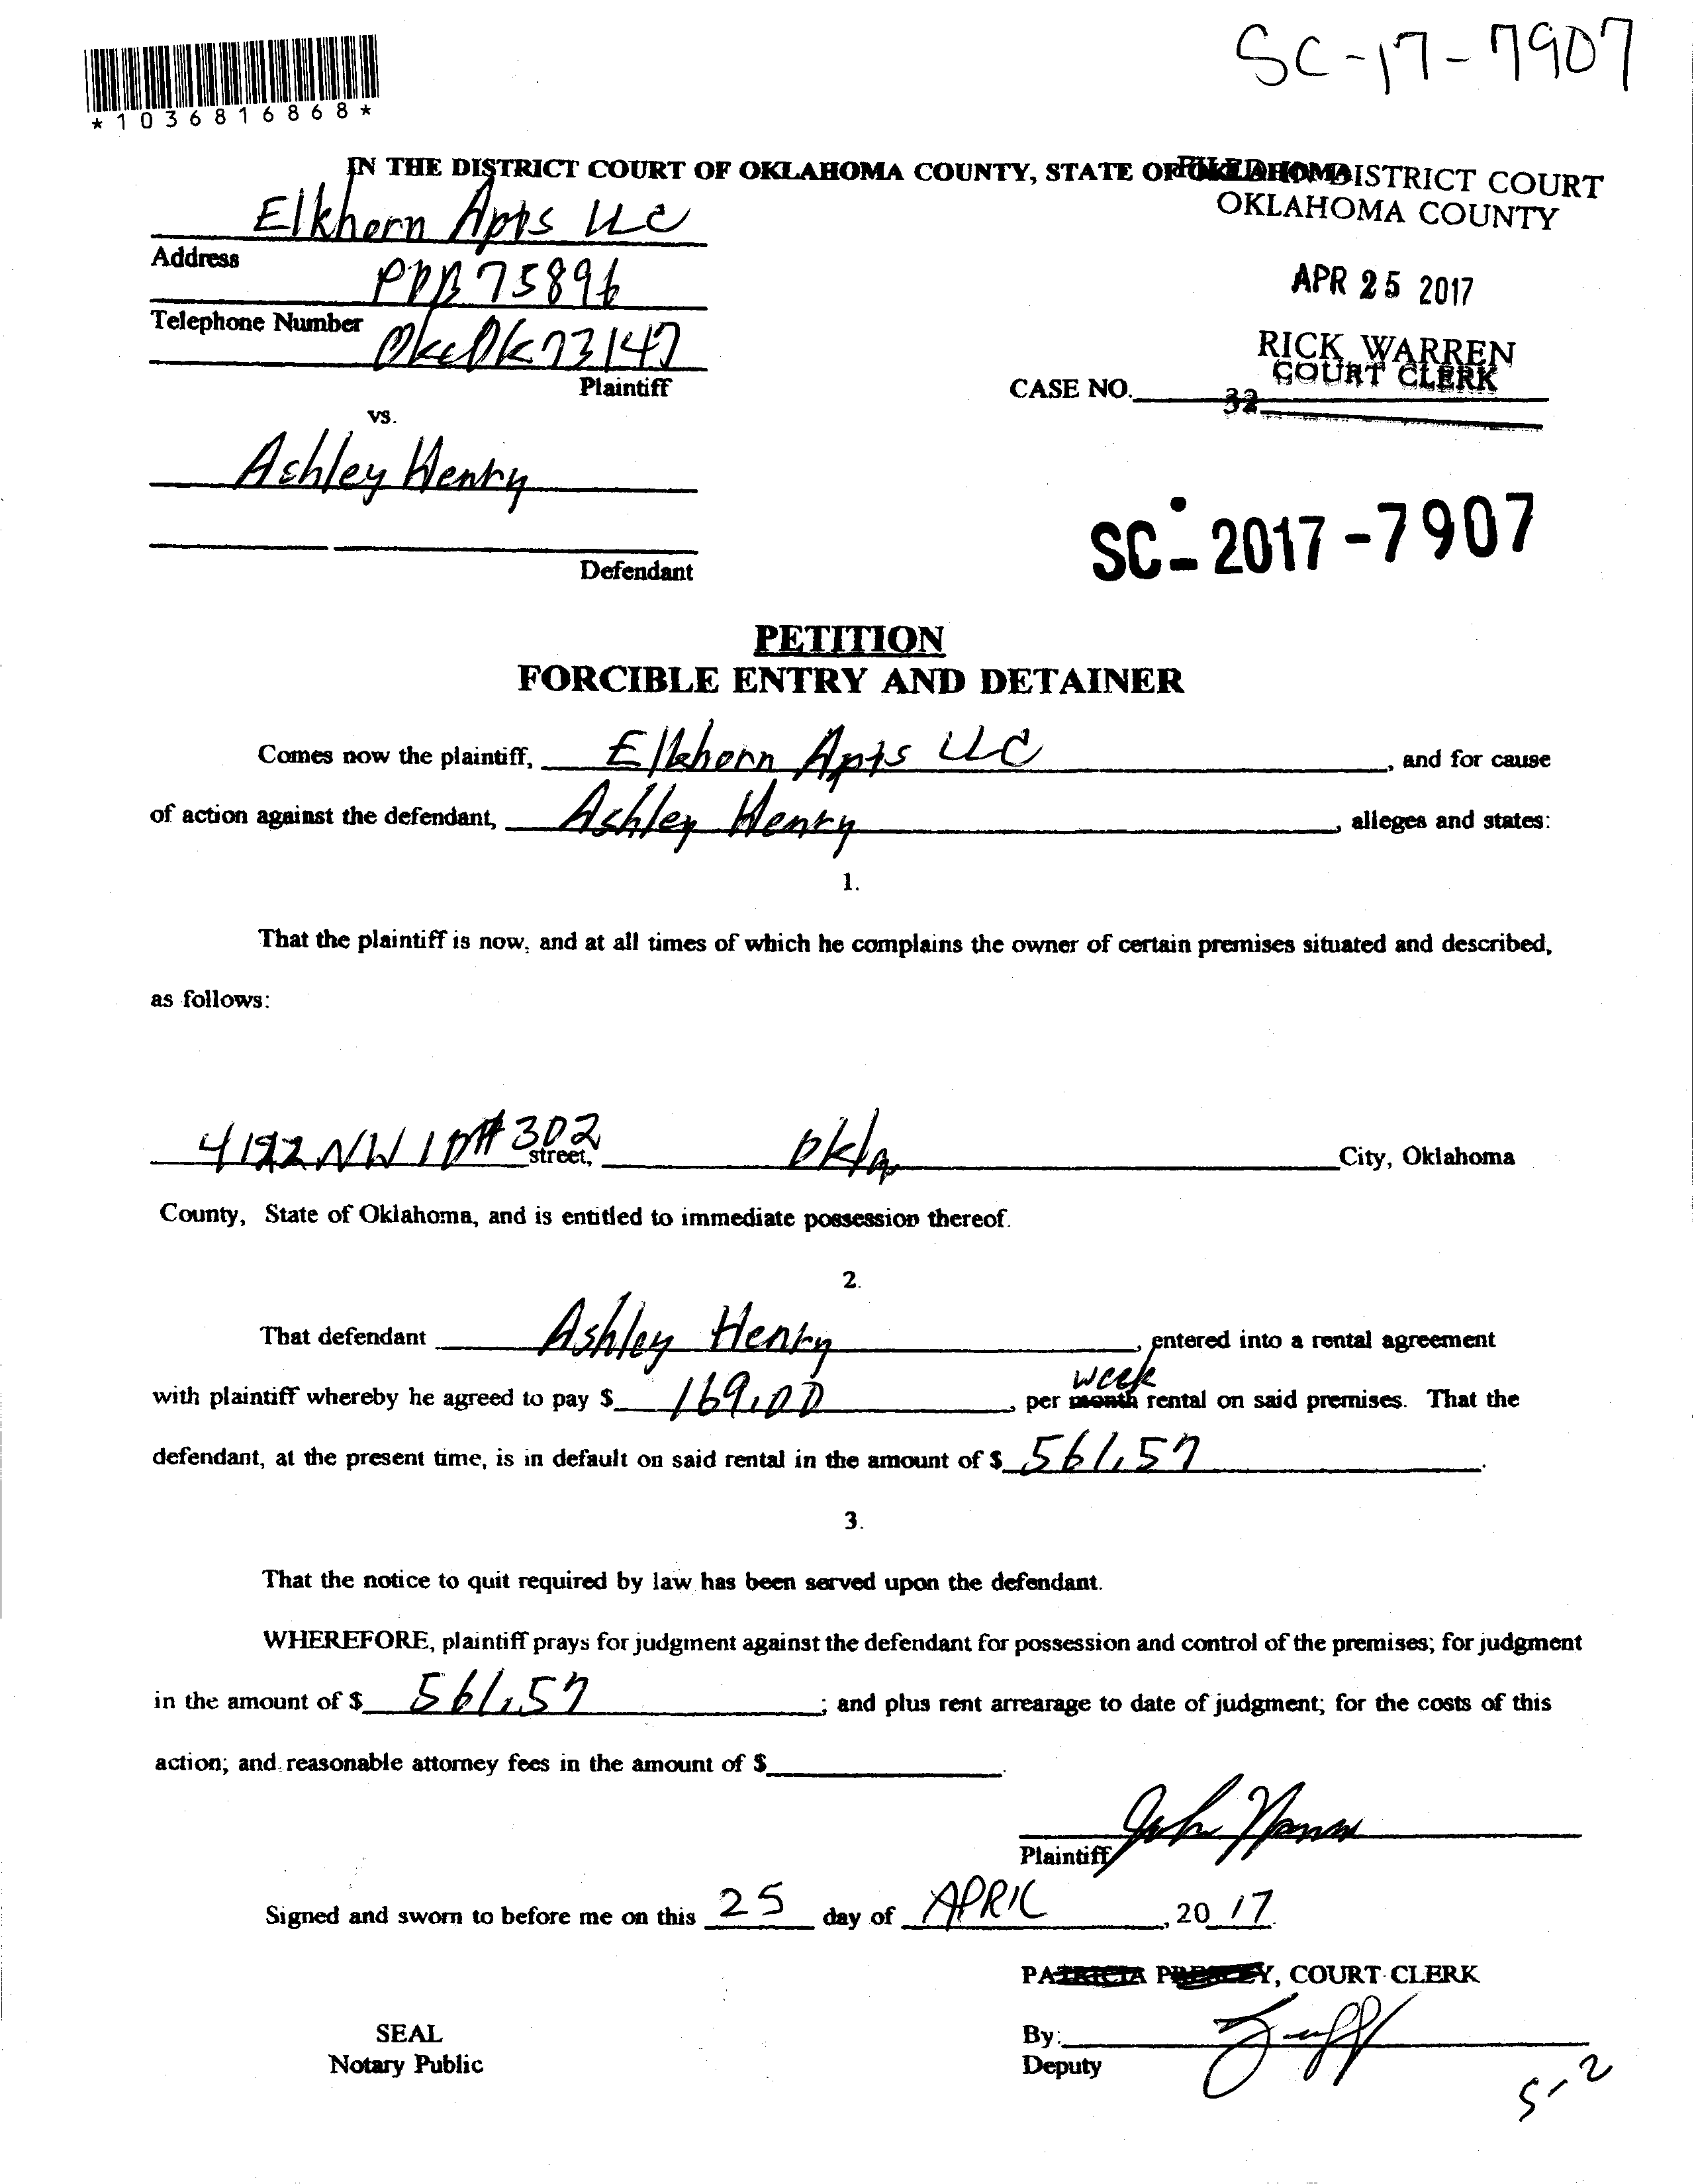 SC-17-7907
*1036816868*
IN THE DISTRICT COURT OF OKLAHOMA COUNTY, STATE OF OKLAHOMA
FILED IN DISTRICT COURT
OKLAHOMA COUNTY
Elkhorn Apts LLC
Address
POB 75896
APR 25 2017
Telephone Number
OkcOk73147
RICK WARREN
COURT CLERK
Plaintiff
CASE NO.
32
vs.
Ashley Henry
SC-2017-7907
Defendant
PETITION
FORCIBLE ENTRY AND DETAINER
Comes now the plaintiff, Elkhorn Apts LLC, and for cause
of action against the defendant, Ashley Henry, alleges and states:
1.
That the plaintiff is now, and at all times of which he complains the owner of certain premises situated and described,
as follows:
NW 10 #302 street, Okla City, Oklahoma
County, State of Oklahoma, and is entitled to immediate possession thereof.
2.
That defendant Ashley Henry, entered into a rental agreement
week
with plaintiff whereby he agreed to pay $ 169.00, per month rental on said premises. That the
defendant, at the present time, is in default on said rental in the amount of $ 561.57.
3.
That the notice to quit required by law has been served upon the defendant.
WHEREFORE, plaintiff prays for judgment against the defendant for possession and control of the premises; for judgment
in the amount of $ 561.57; and plus rent arrearage to date of judgment; for the costs of this
action; and reasonable attorney fees in the amount of $.
John
Plaintiff
Signed and sworn to before me on this 25 day of APRIL, 20 17
PATRICIA PRESLEY, COURT CLERK
SEAL
By:
Notary Public
Deputy
5-2